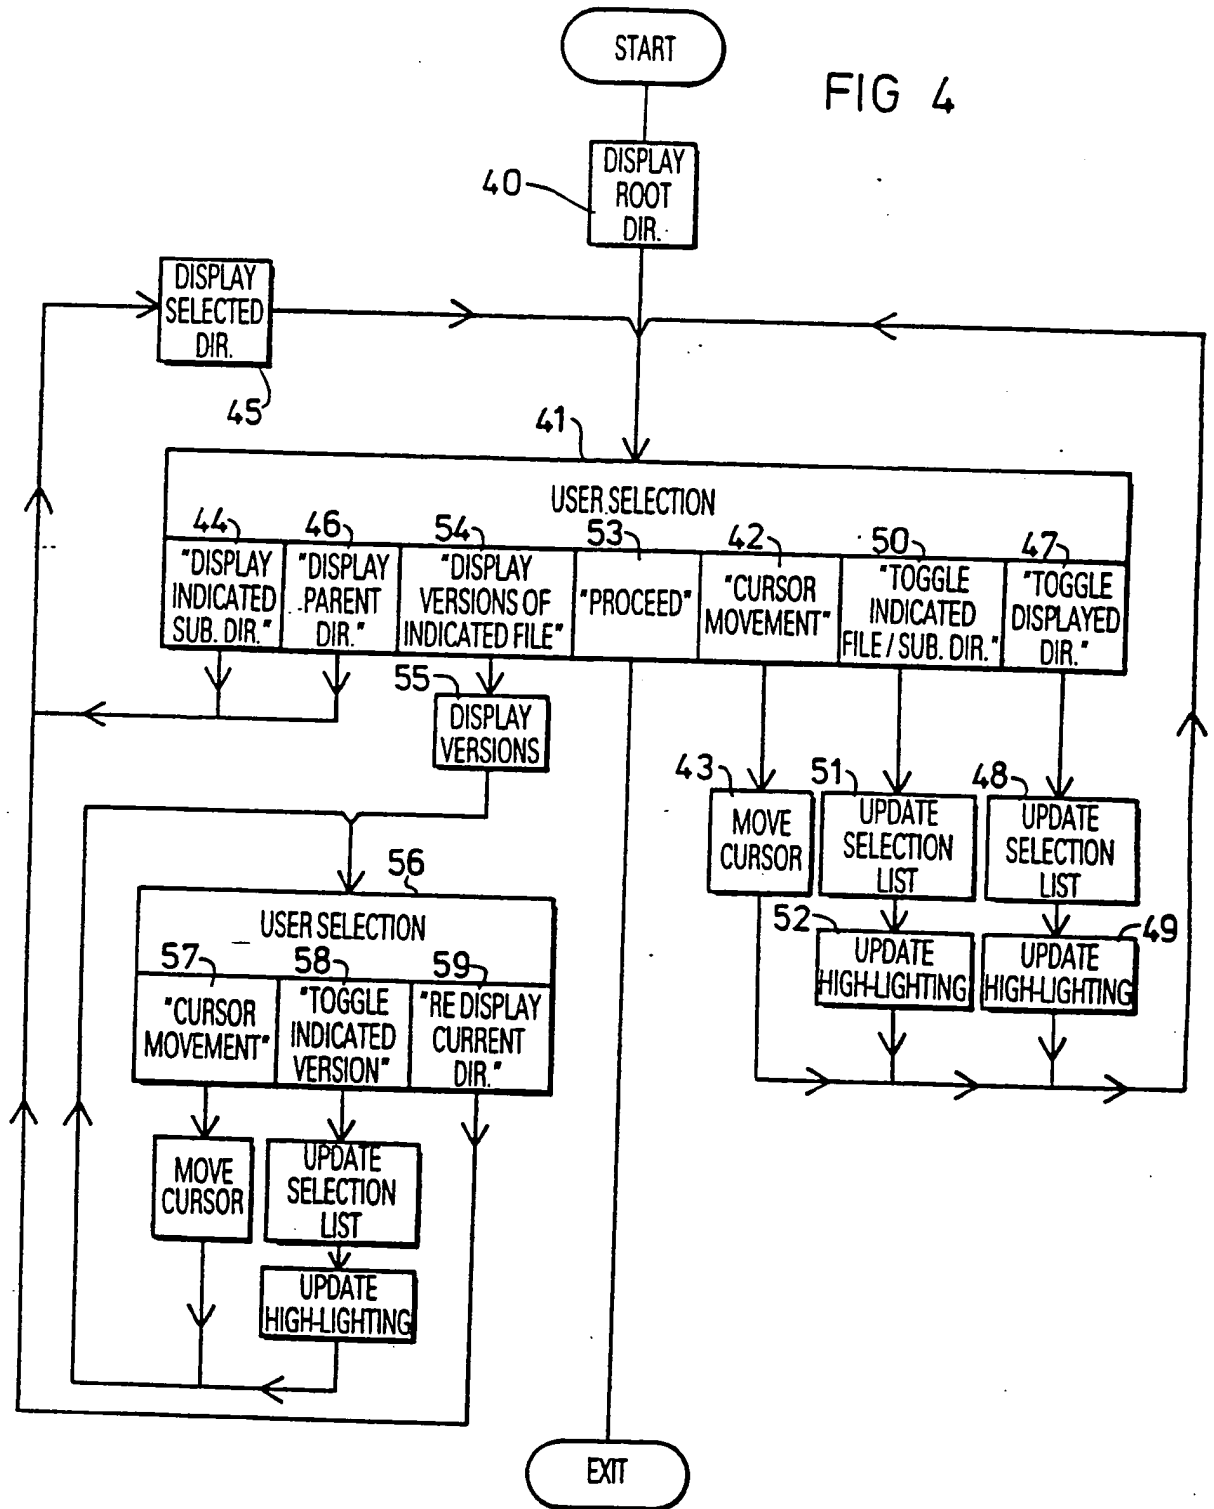 START
FIG 4
DISPLAY
ROOT
DIR.
40
DISPLAY
SELECTED
DIR.
45
41
USER SELECTION
44
46
54
53
42
50
47
"DISPLAY
INDICATED
SUB. DIR."
"DISPLAY
PARENT
DIR."
"DISPLAY
VERSIONS OF
INDICATED FILE"
"PROCEED"
"CURSOR
MOVEMENT"
"TOGGLE
INDICATED
FILE / SUB. DIR."
"TOGGLE
DISPLAYED
DIR."
55
DISPLAY
VERSIONS
43
MOVE
CURSOR
51
UPDATE
SELECTION
LIST
48
UPDATE
SELECTION
LIST
52
UPDATE
HIGH-LIGHTING
49
UPDATE
HIGH-LIGHTING
56
USER SELECTION
57
58
59
"CURSOR
MOVEMENT"
"TOGGLE
INDICATED
VERSION"
"RE DISPLAY
CURRENT
DIR."
MOVE
CURSOR
UPDATE
SELECTION
LIST
UPDATE
HIGH-LIGHTING
EXIT